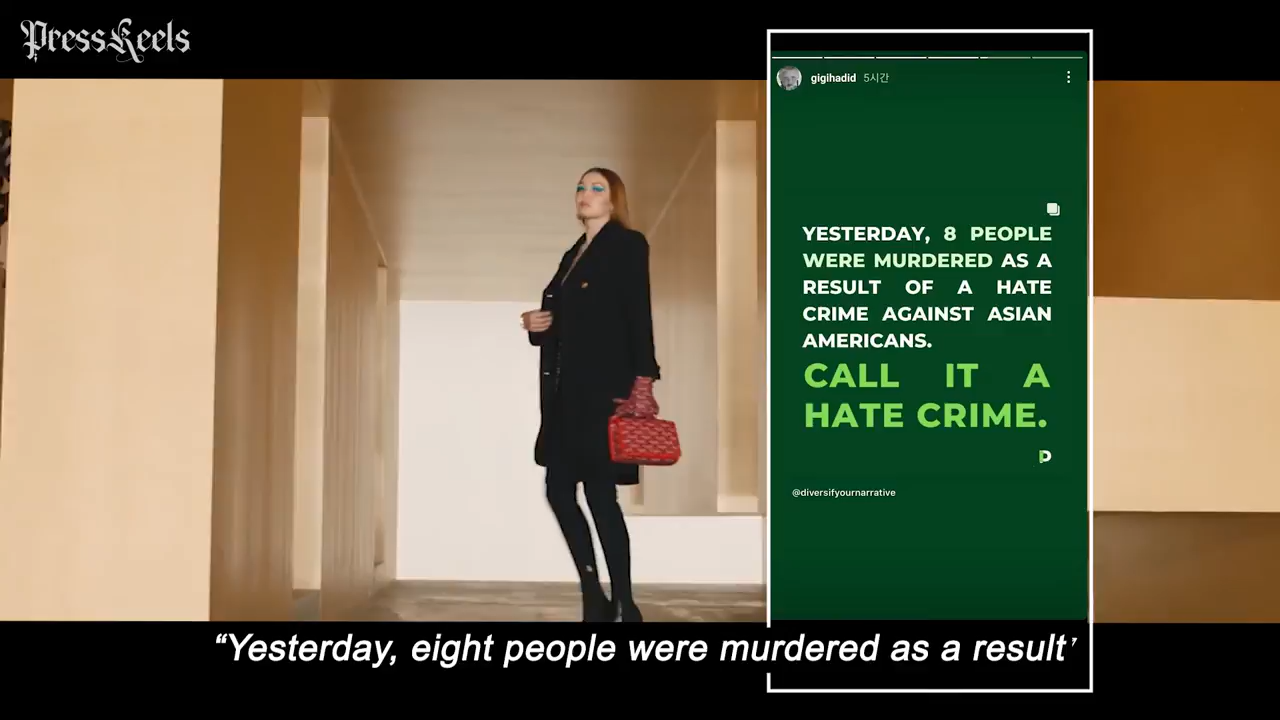 PressReels
gigihadid 5시간
YESTERDAY, 8 PEOPLE
WERE MURDERED AS A
RESULT OF A HATE
CRIME AGAINST ASIAN
AMERICANS.
CALL IT A
HATE CRIME.
@diversifyournarrative
“Yesterday, eight people were murdered as a result’